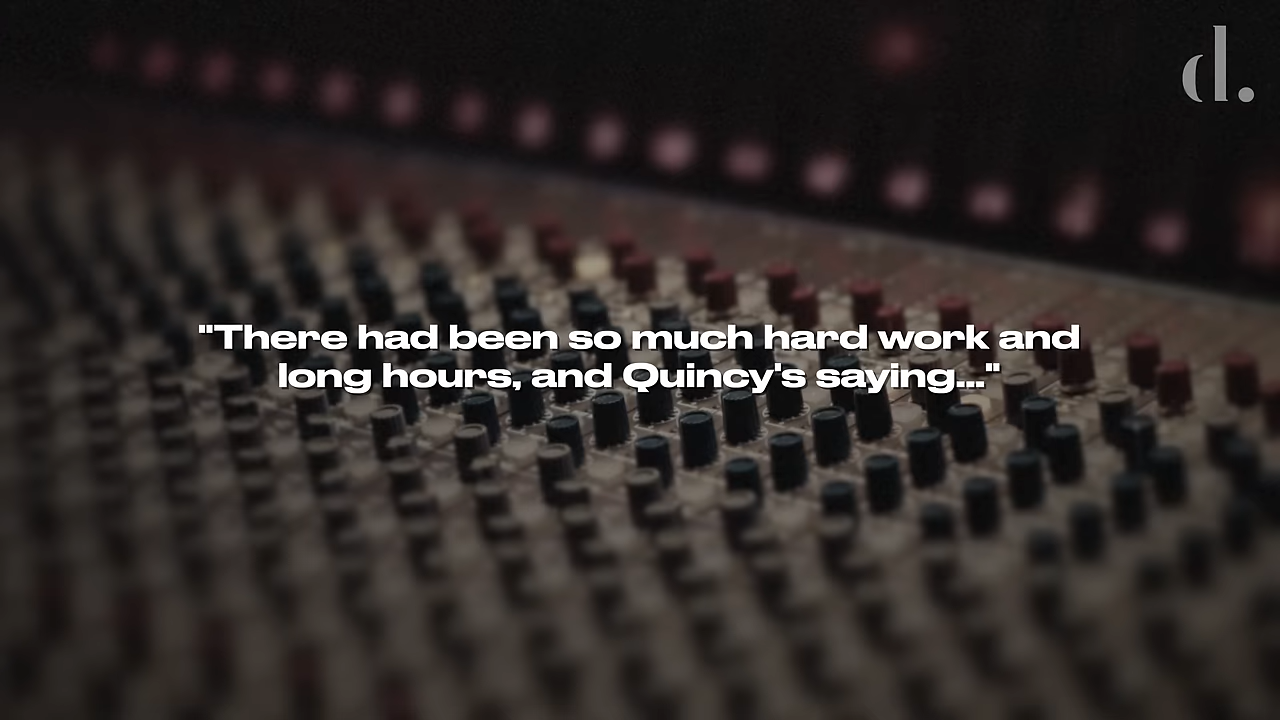 d.
"There had been so much hard work and
long hours, and Quincy's saying..."